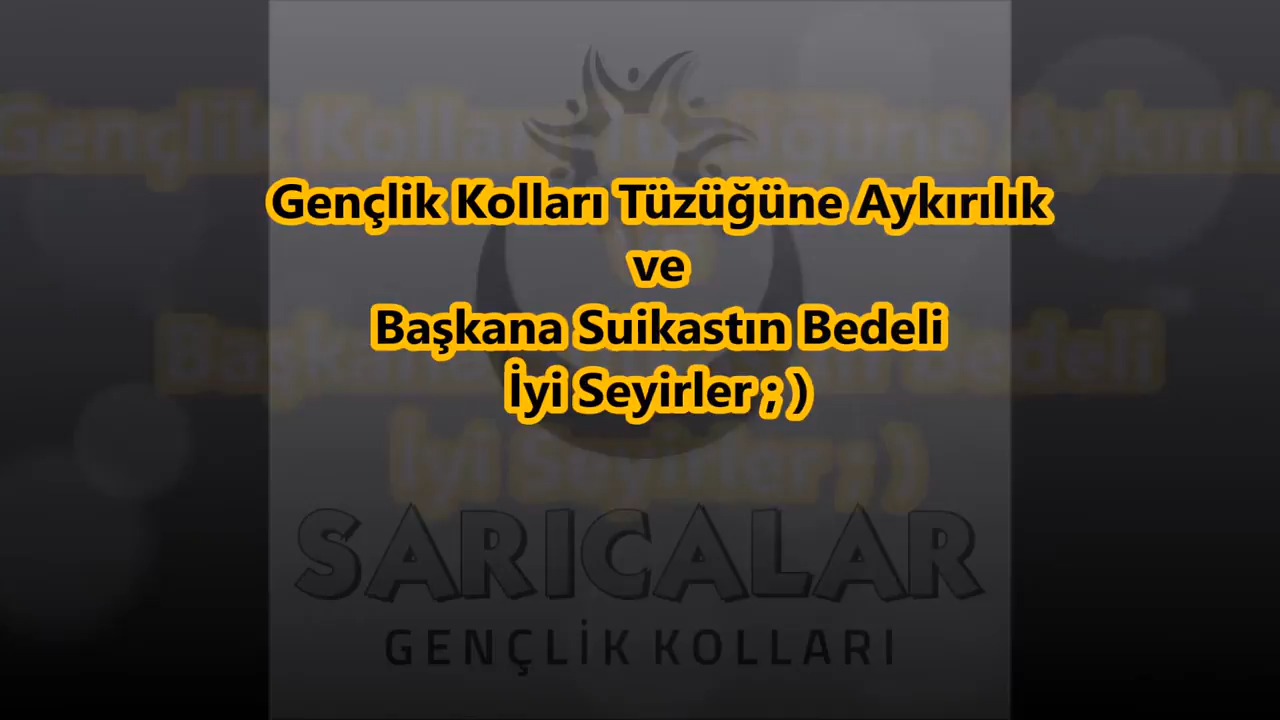 Gençlik Kolları Tüzüğüne Aykırılık
ve
Başkana Suikastın Bedeli
İyi Seyirler ; )
SARICALAR
GENÇLİK KOLLARI